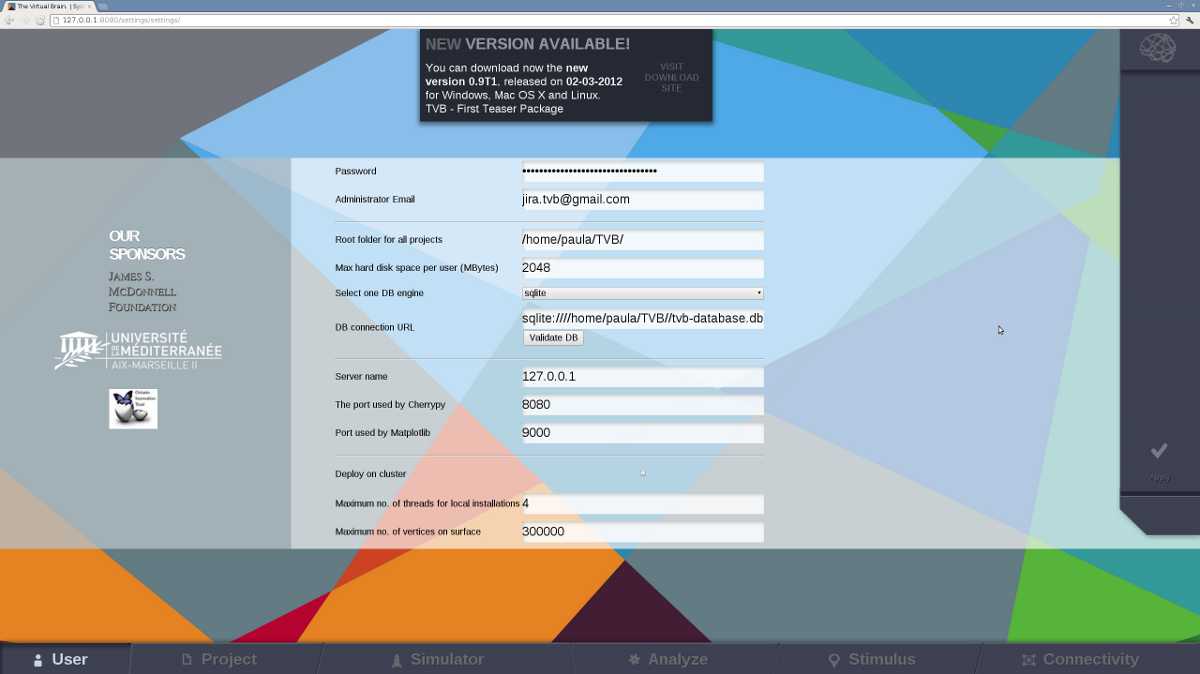 The Virtual Brain. | Sys
127.0.0.1:8080/settings/settings/
NEW VERSION AVAILABLE!
You can download now the new
version 0.9T1, released on 02-03-2012
for Windows, Mac OS X and Linux.
TVB - First Teaser Package
VISIT
DOWNLOAD
SITE
OUR
SPONSORS
JAMES S.
MCDONNELL
FOUNDATION
UNIVERSITÉ
DE LA MÉDITERRANÉE
AIX-MARSEILLE II
Ontario
Innovation
Trust
Password ••••••••••••••••••••••••••••••••
Administrator Email jira.tvb@gmail.com
Root folder for all projects /home/paula/TVB/
Max hard disk space per user (MBytes) 2048
Select one DB engine sqlite
DB connection URL sqlite:////home/paula/TVB//tvb-database.db
Validate DB
Server name 127.0.0.1
The port used by Cherrypy 8080
Port used by Matplotlib 9000
Deploy on cluster
Maximum no. of threads for local installations 4
Maximum no. of vertices on surface 300000
Apply
User Project Simulator Analyze Stimulus Connectivity